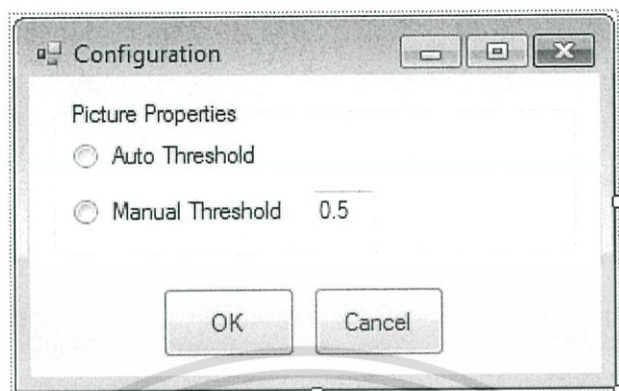 Configuration
Picture Properties
Auto Threshold
Manual Threshold 0.5
OK Cancel